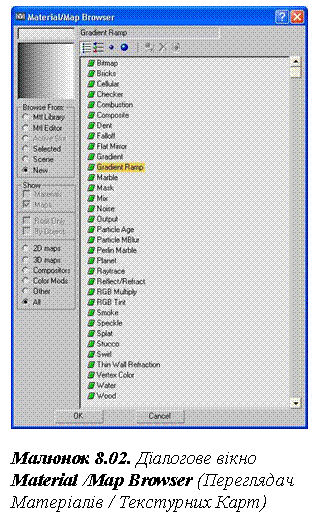 Material/Map Browser
Gradient Ramp
Bitmap
Bricks
Cellular
Checker
Combustion
Composite
Dent
Falloff
Flat Mirror
Gradient
Gradient Ramp
Marble
Mask
Mix
Noise
Output
Particle Age
Particle MBlur
Perlin Marble
Planet
Raytrace
Reflect/Refract
RGB Multiply
RGB Tint
Smoke
Speckle
Splat
Stucco
Swirl
Thin Wall Refraction
Vertex Color
Water
Wood
Browse From:
Mtl Library
Mtl Editor
Active Slot
Selected
Scene
New
Show
Materials
Maps
Root Only
By Object
2D maps
3D maps
Compositors
Color Mods
Other
All
OK Cancel
Малюнок 8.02. Діалогове вікно
Material /Map Browser (Переглядач
Матеріалів / Текстурних Карт)